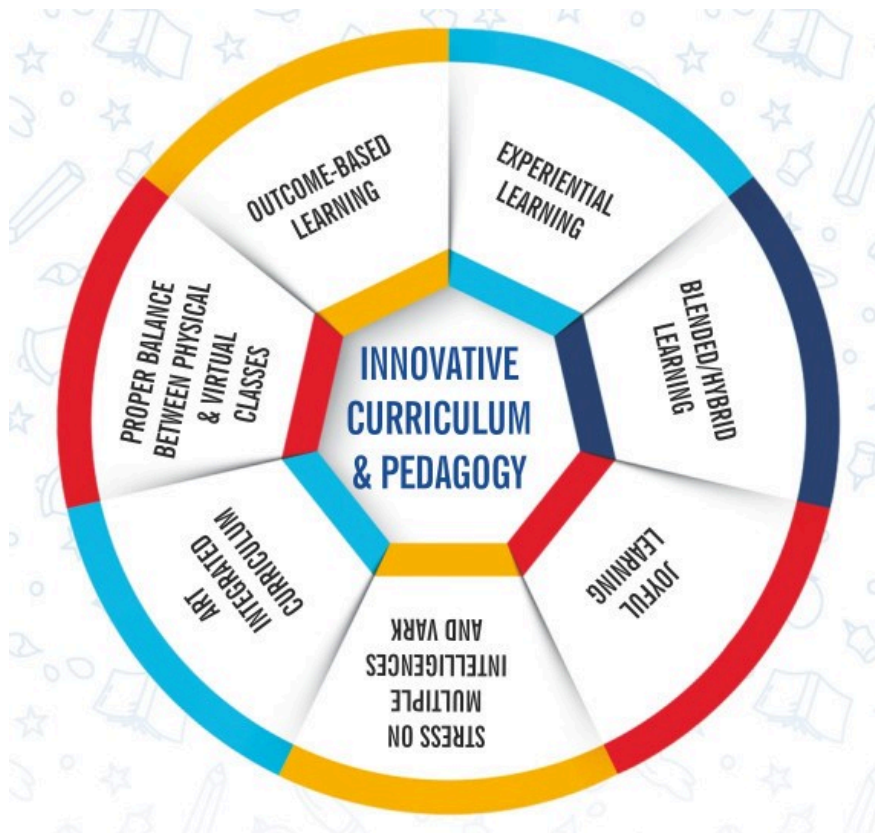 INNOVATIVE
CURRICULUM
& PEDAGOGY
EXPERIENTIAL
LEARNING
BLENDED/HYBRID
LEARNING
JOYFUL
LEARNING
STRESS ON
MULTIPLE
INTELLIGENCES
AND VARK
ART
INTEGRATED
CURRICULUM
PROPER BALANCE
BETWEEN PHYSICAL
& VIRTUAL
CLASSES
OUTCOME-BASED
LEARNING